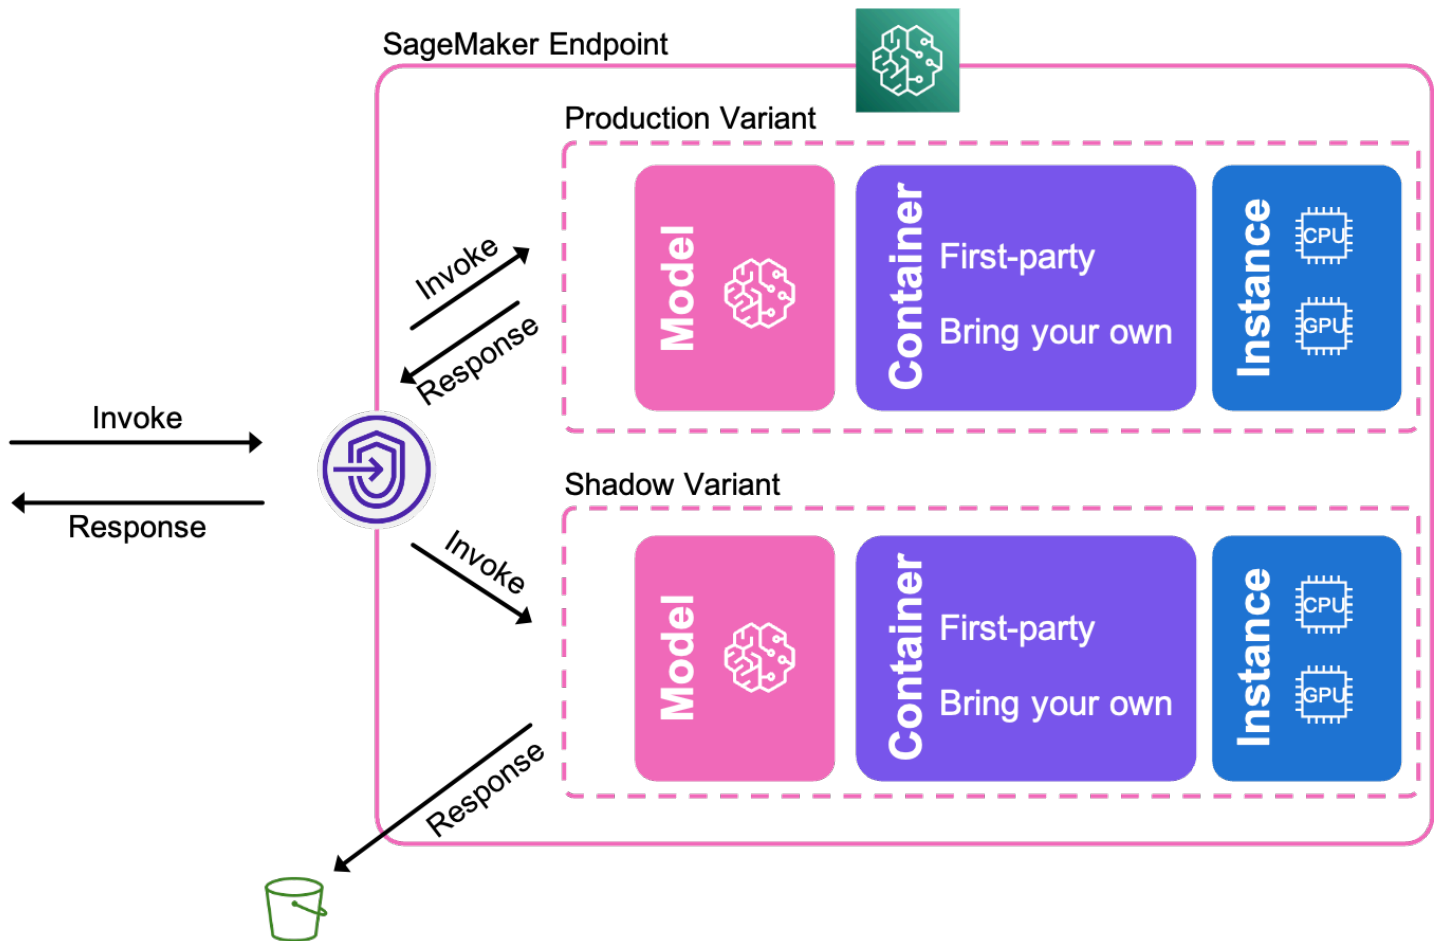 SageMaker Endpoint
Production Variant
Invoke
Response
Model
Container
First-party
Bring your own
Instance
CPU
GPU
Invoke
Response
Shadow Variant
Invoke
Response
Model
Container
First-party
Bring your own
Instance
CPU
GPU